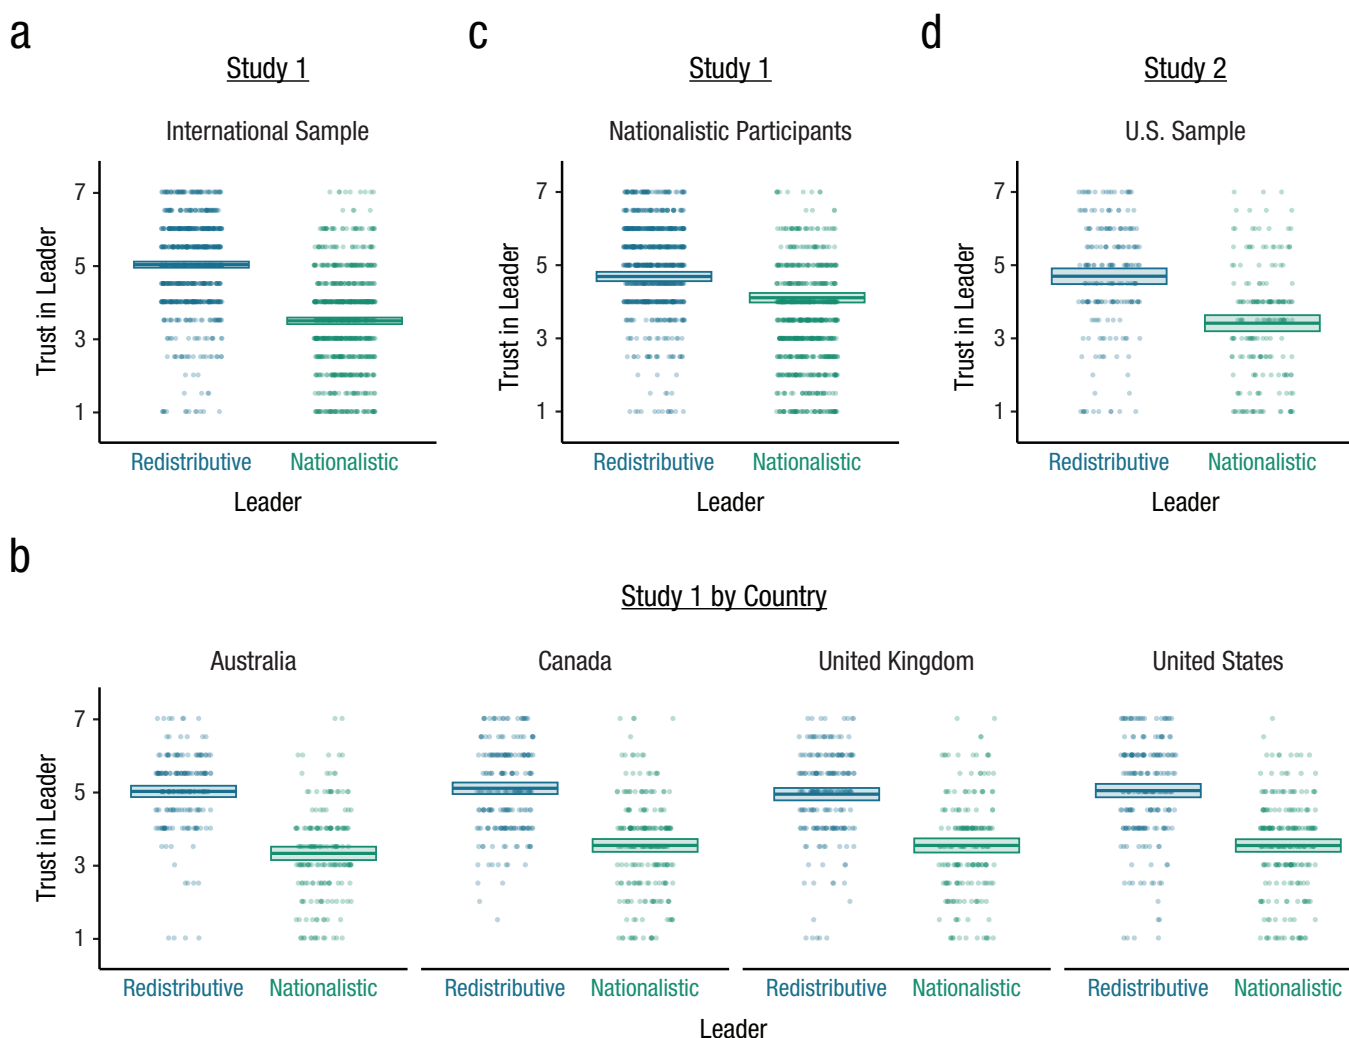 a
Study 1
International Sample
Trust in Leader
7
5
3
1
Redistributive Nationalistic
Leader
c
Study 1
Nationalistic Participants
Trust in Leader
7
5
3
1
Redistributive Nationalistic
Leader
d
Study 2
U.S. Sample
Trust in Leader
7
5
3
1
Redistributive Nationalistic
Leader
b
Study 1 by Country
Australia Canada United Kingdom United States
Trust in Leader
7
5
3
1
Redistributive Nationalistic Redistributive Nationalistic Redistributive Nationalistic Redistributive Nationalistic
Leader